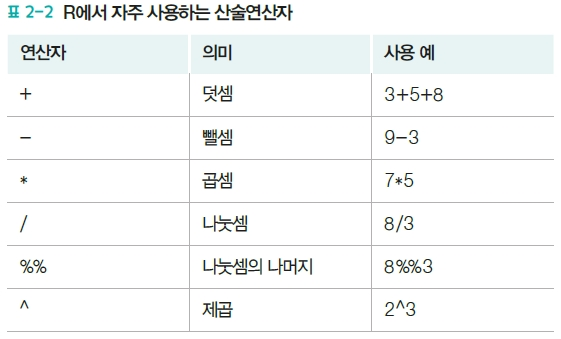 표 2-2 R에서 자주 사용하는 산술연산자
연산자 의미 사용 예
+ 덧셈 3+5+8
- 뺄셈 9-3
* 곱셈 7*5
/ 나눗셈 8/3
%% 나눗셈의 나머지 8%%3
^ 제곱 2^3